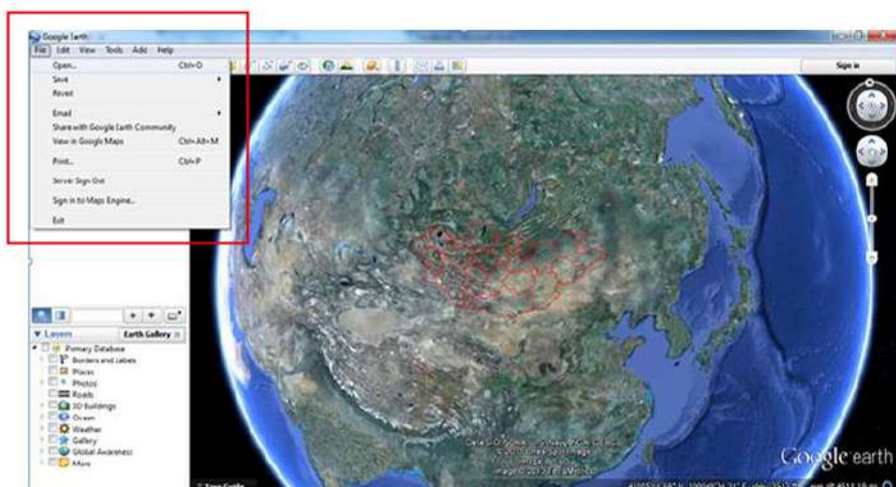 Google Earth
File Edit View Tools Add Help
Open... Ctrl+O
Save
Revert
Email
Share with Google Earth Community
View in Google Maps Ctrl+Alt+M
Print... Ctrl+P
Server Sign Out
Sign in to Maps Engine...
Exit
Sign in
Layers Earth Gallery
Primary Database
Borders and Labels
Places
Photos
Roads
3D Buildings
Ocean
Weather
Gallery
Global Awareness
More
Google earth
Tour Guide